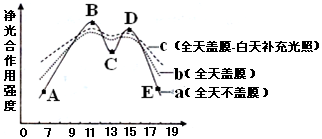 净光合作用强度
B
D
C
A
E
c (全天盖膜-白天补充光照)
b (全天盖膜)
a (全天不盖膜)
0 7 9 11 13 15 17 19